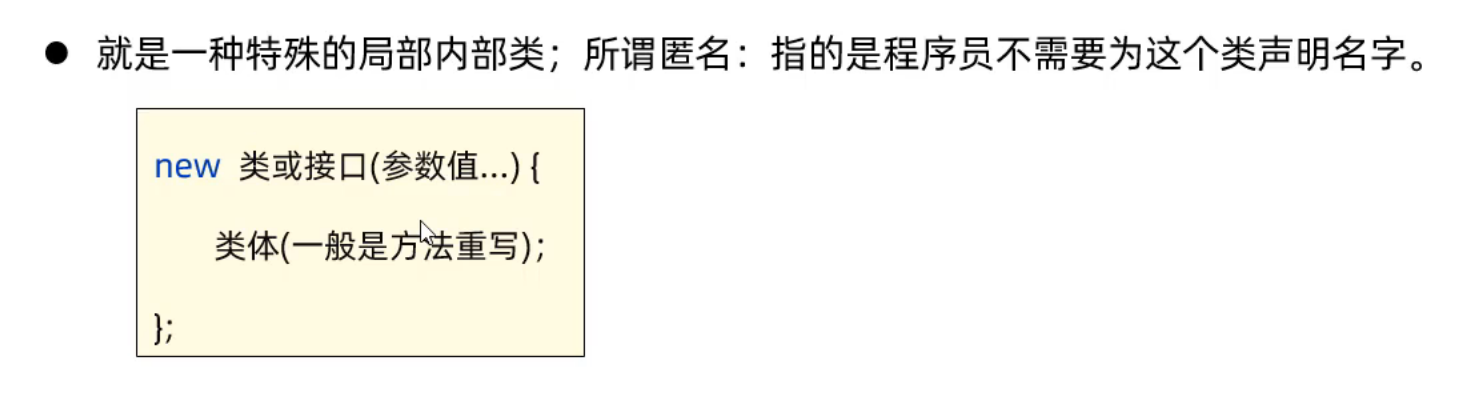 ● 就是一种特殊的局部内部类；所谓匿名：指的是程序员不需要为这个类声明名字。
new 类或接口(参数值...) {
类体(一般是方法重写);
};